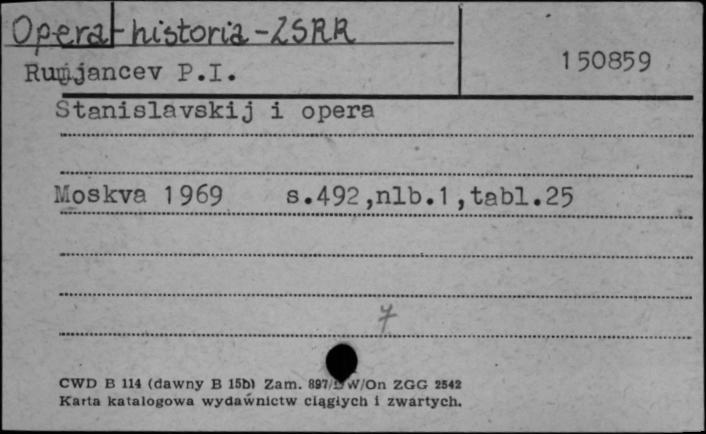 Opera - historia - ZSRR
Rumjancev P.I.
150859
Stanislavskij i opera
Moskva 1969 s.492,nlb.1,tabl.25
7
CWD B 114 (dawny B 15b) Zam. W/On ZGG 2542
Karta katalogowa wydawnictw ciągłych i zwartych.